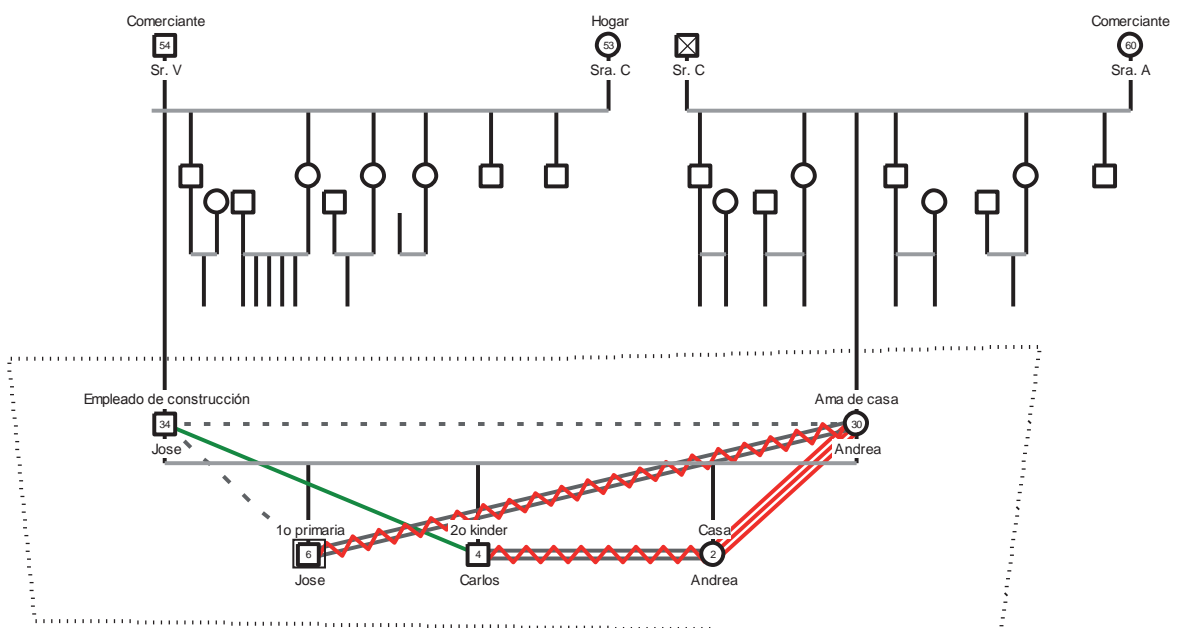 Comerciante
Hogar
Comerciante
54
53
60
Sr. V
Sra. C
Sr. C
Sra. A
Empleado de construcción
Ama de casa
34
30
Jose
Andrea
1o primaria
2o kinder
Casa
6
4
2
Jose
Carlos
Andrea